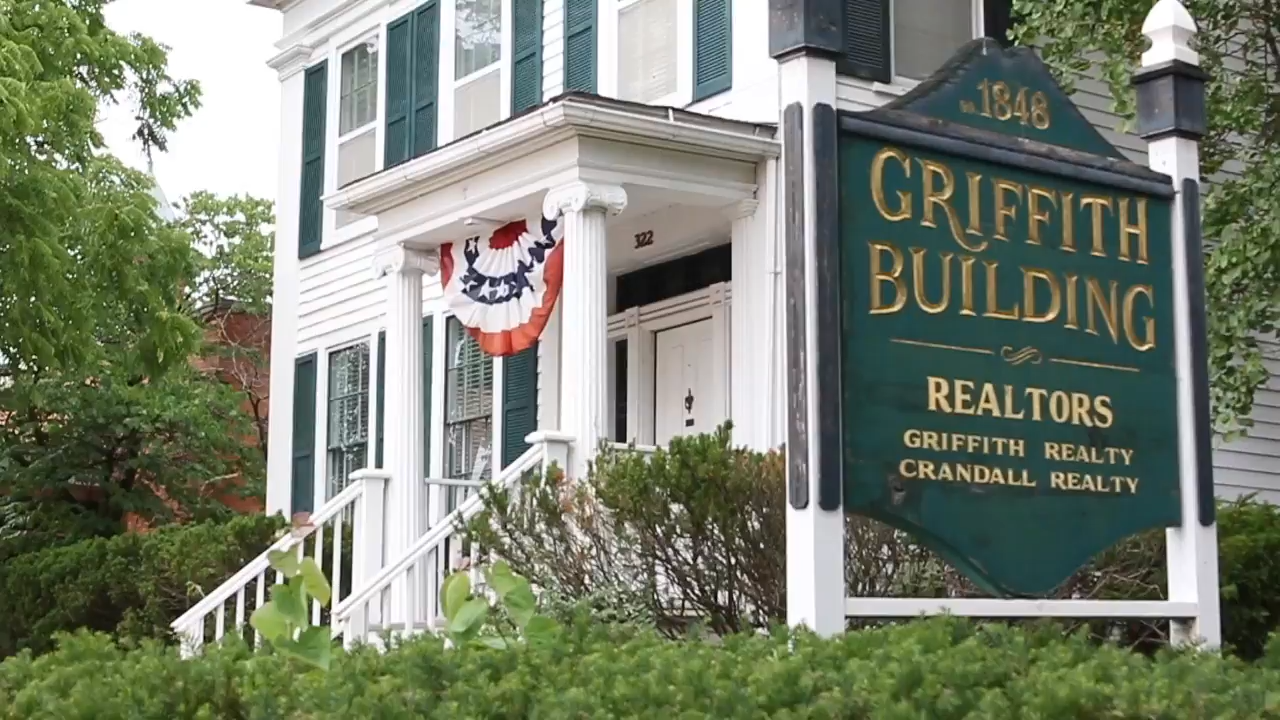 1848
GRIFFITH
BUILDING
REALTORS
GRIFFITH REALTY
CRANDALL REALTY
322